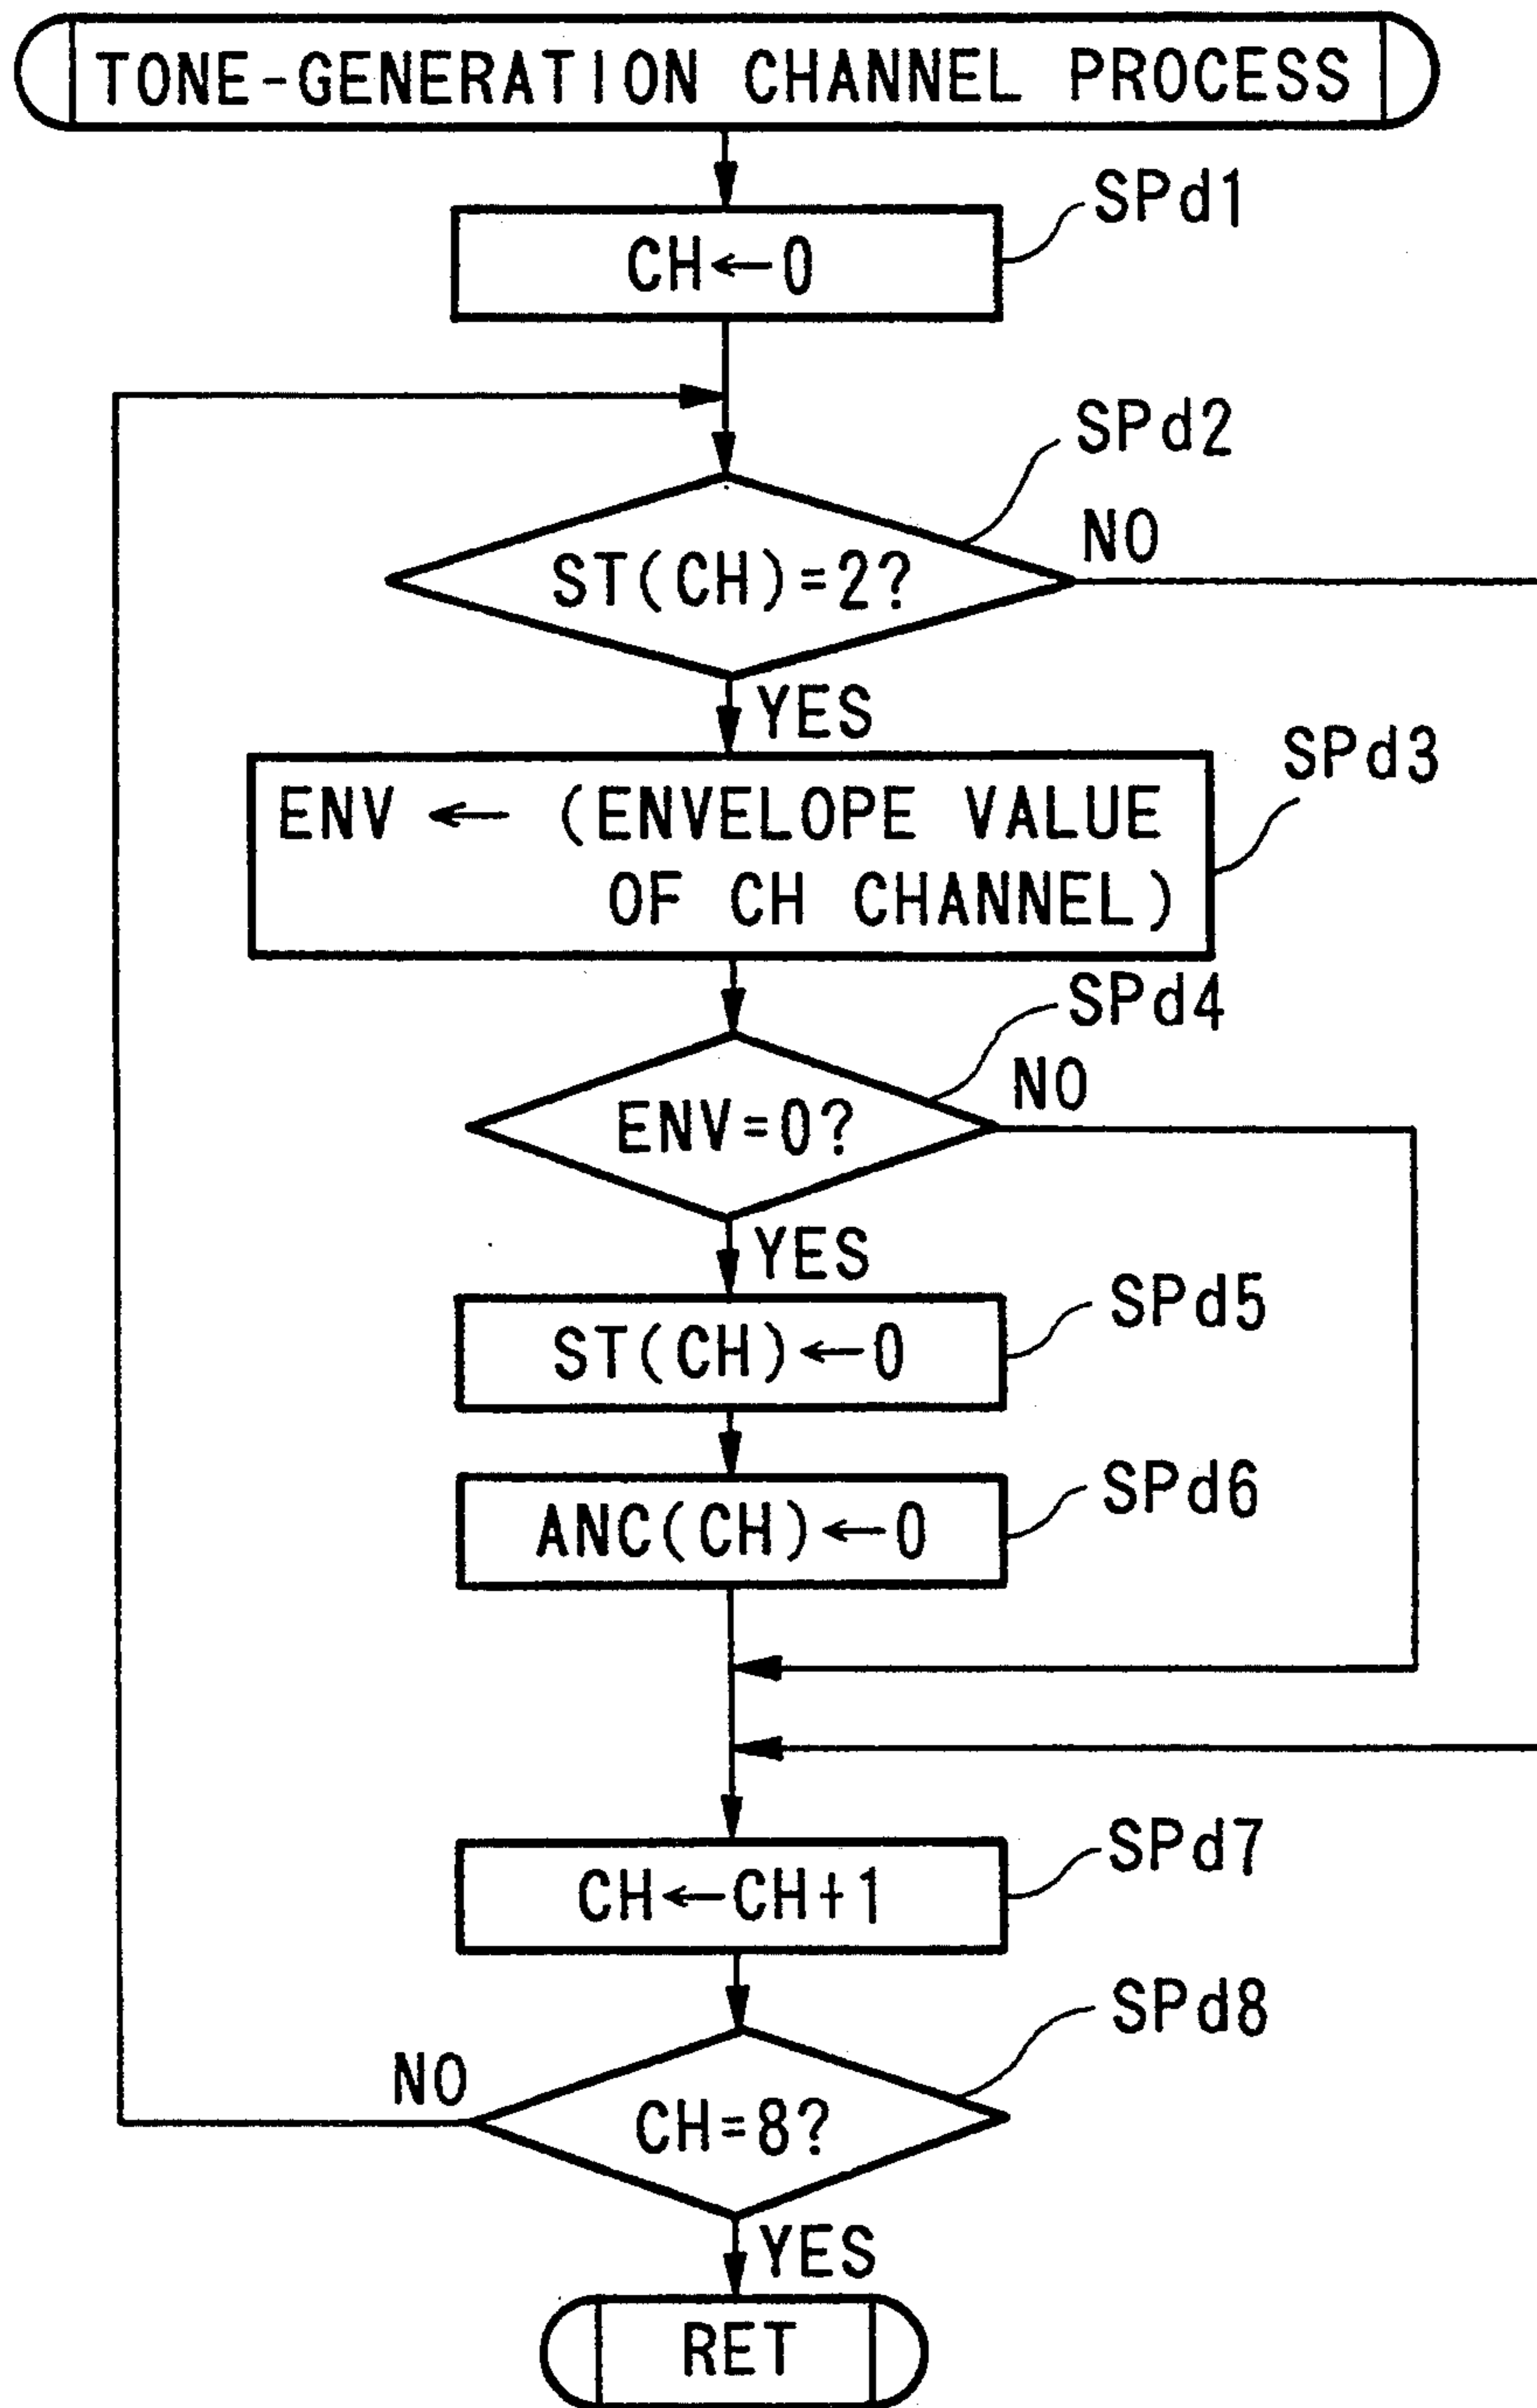 TONE-GENERATION CHANNEL PROCESS
SPd1
CH←0
SPd2
NO
ST(CH)=2?
YES
SPd3
ENV ← (ENVELOPE VALUE
OF CH CHANNEL)
SPd4
NO
ENV=0?
YES
SPd5
ST(CH)←0
SPd6
ANC(CH)←0
SPd7
CH←CH+1
SPd8
NO
CH=8?
YES
RET